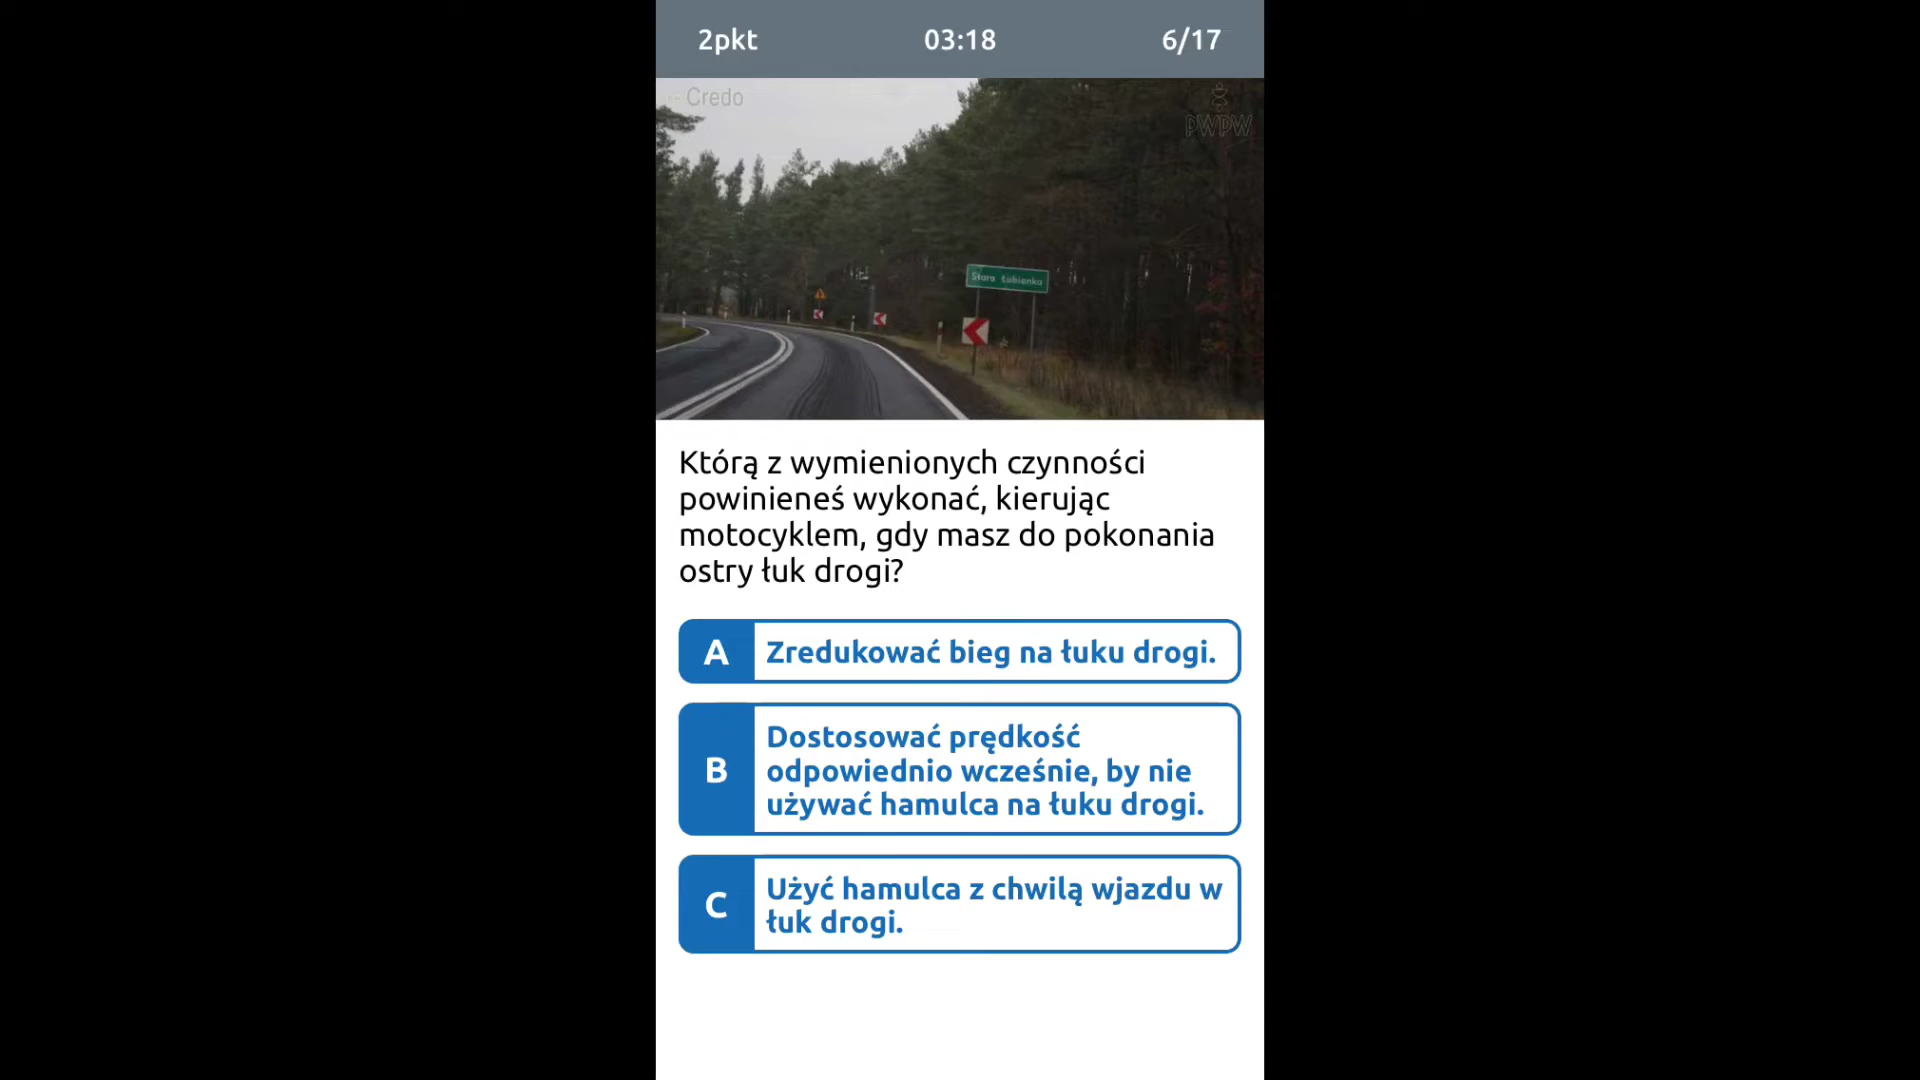 2pkt 03:18 6/17
Credo
PWPW
Stara Łubienka
Którą z wymienionych czynności
powinieneś wykonać, kierując
motocyklem, gdy masz do pokonania
ostry łuk drogi?
A Zredukować bieg na łuku drogi.
B Dostosować prędkość
odpowiednio wcześnie, by nie
używać hamulca na łuku drogi.
C Użyć hamulca z chwilą wjazdu w
łuk drogi.